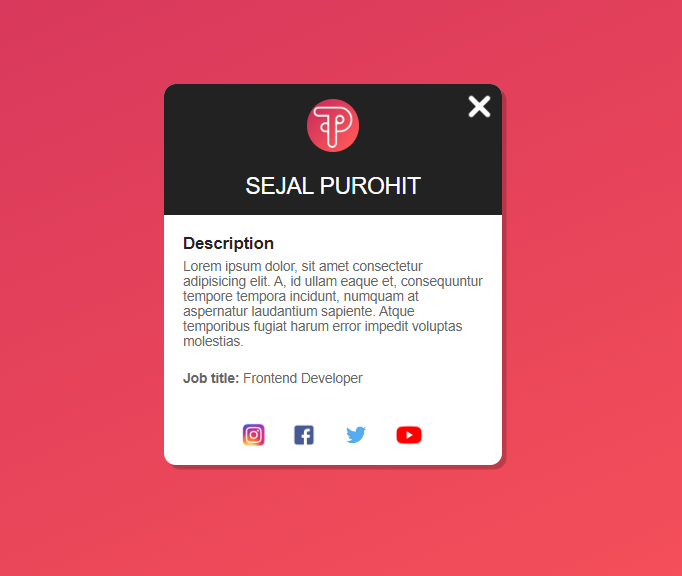 SEJAL PUROHIT
Description
Lorem ipsum dolor, sit amet consectetur
adipisicing elit. A, id ullam eaque et, consequuntur
tempore tempora incidunt, numquam at
aspernatur laudantium sapiente. Atque
temporibus fugiat harum error impedit voluptas
molestias.
Job title: Frontend Developer